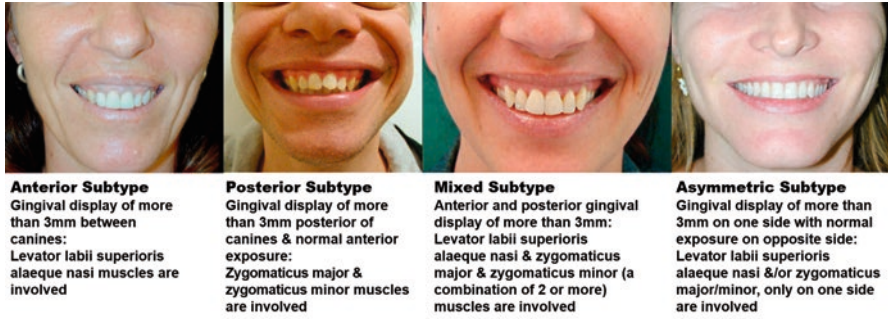 Anterior Subtype
Gingival display of more
than 3mm between
canines:
Levator labii superioris
alaeque nasi muscles are
involved
Posterior Subtype
Gingival display of more
than 3mm posterior of
canines & normal anterior
exposure:
Zygomaticus major &
zygomaticus minor muscles
are involved
Mixed Subtype
Anterior and posterior gingival
display of more than 3mm:
Levator labii superioris
alaeque nasi & zygomaticus
major & zygomaticus minor (a
combination of 2 or more)
muscles are involved
Asymmetric Subtype
Gingival display of more than
3mm on one side with normal
exposure on opposite side:
Levator labii superioris
alaeque nasi &/or zygomaticus
major/minor, only on one side
are involved